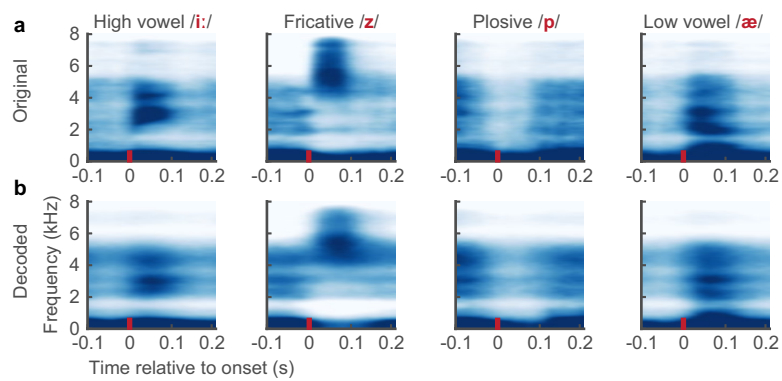 a
High vowel /iː/ Fricative /z/ Plosive /p/ Low vowel /æ/
Original
8
6
4
2
0
-0.1 0 0.1 0.2 -0.1 0 0.1 0.2 -0.1 0 0.1 0.2 -0.1 0 0.1 0.2
b
Decoded
Frequency (kHz)
8
6
4
2
0
-0.1 0 0.1 0.2 -0.1 0 0.1 0.2 -0.1 0 0.1 0.2 -0.1 0 0.1 0.2
Time relative to onset (s)